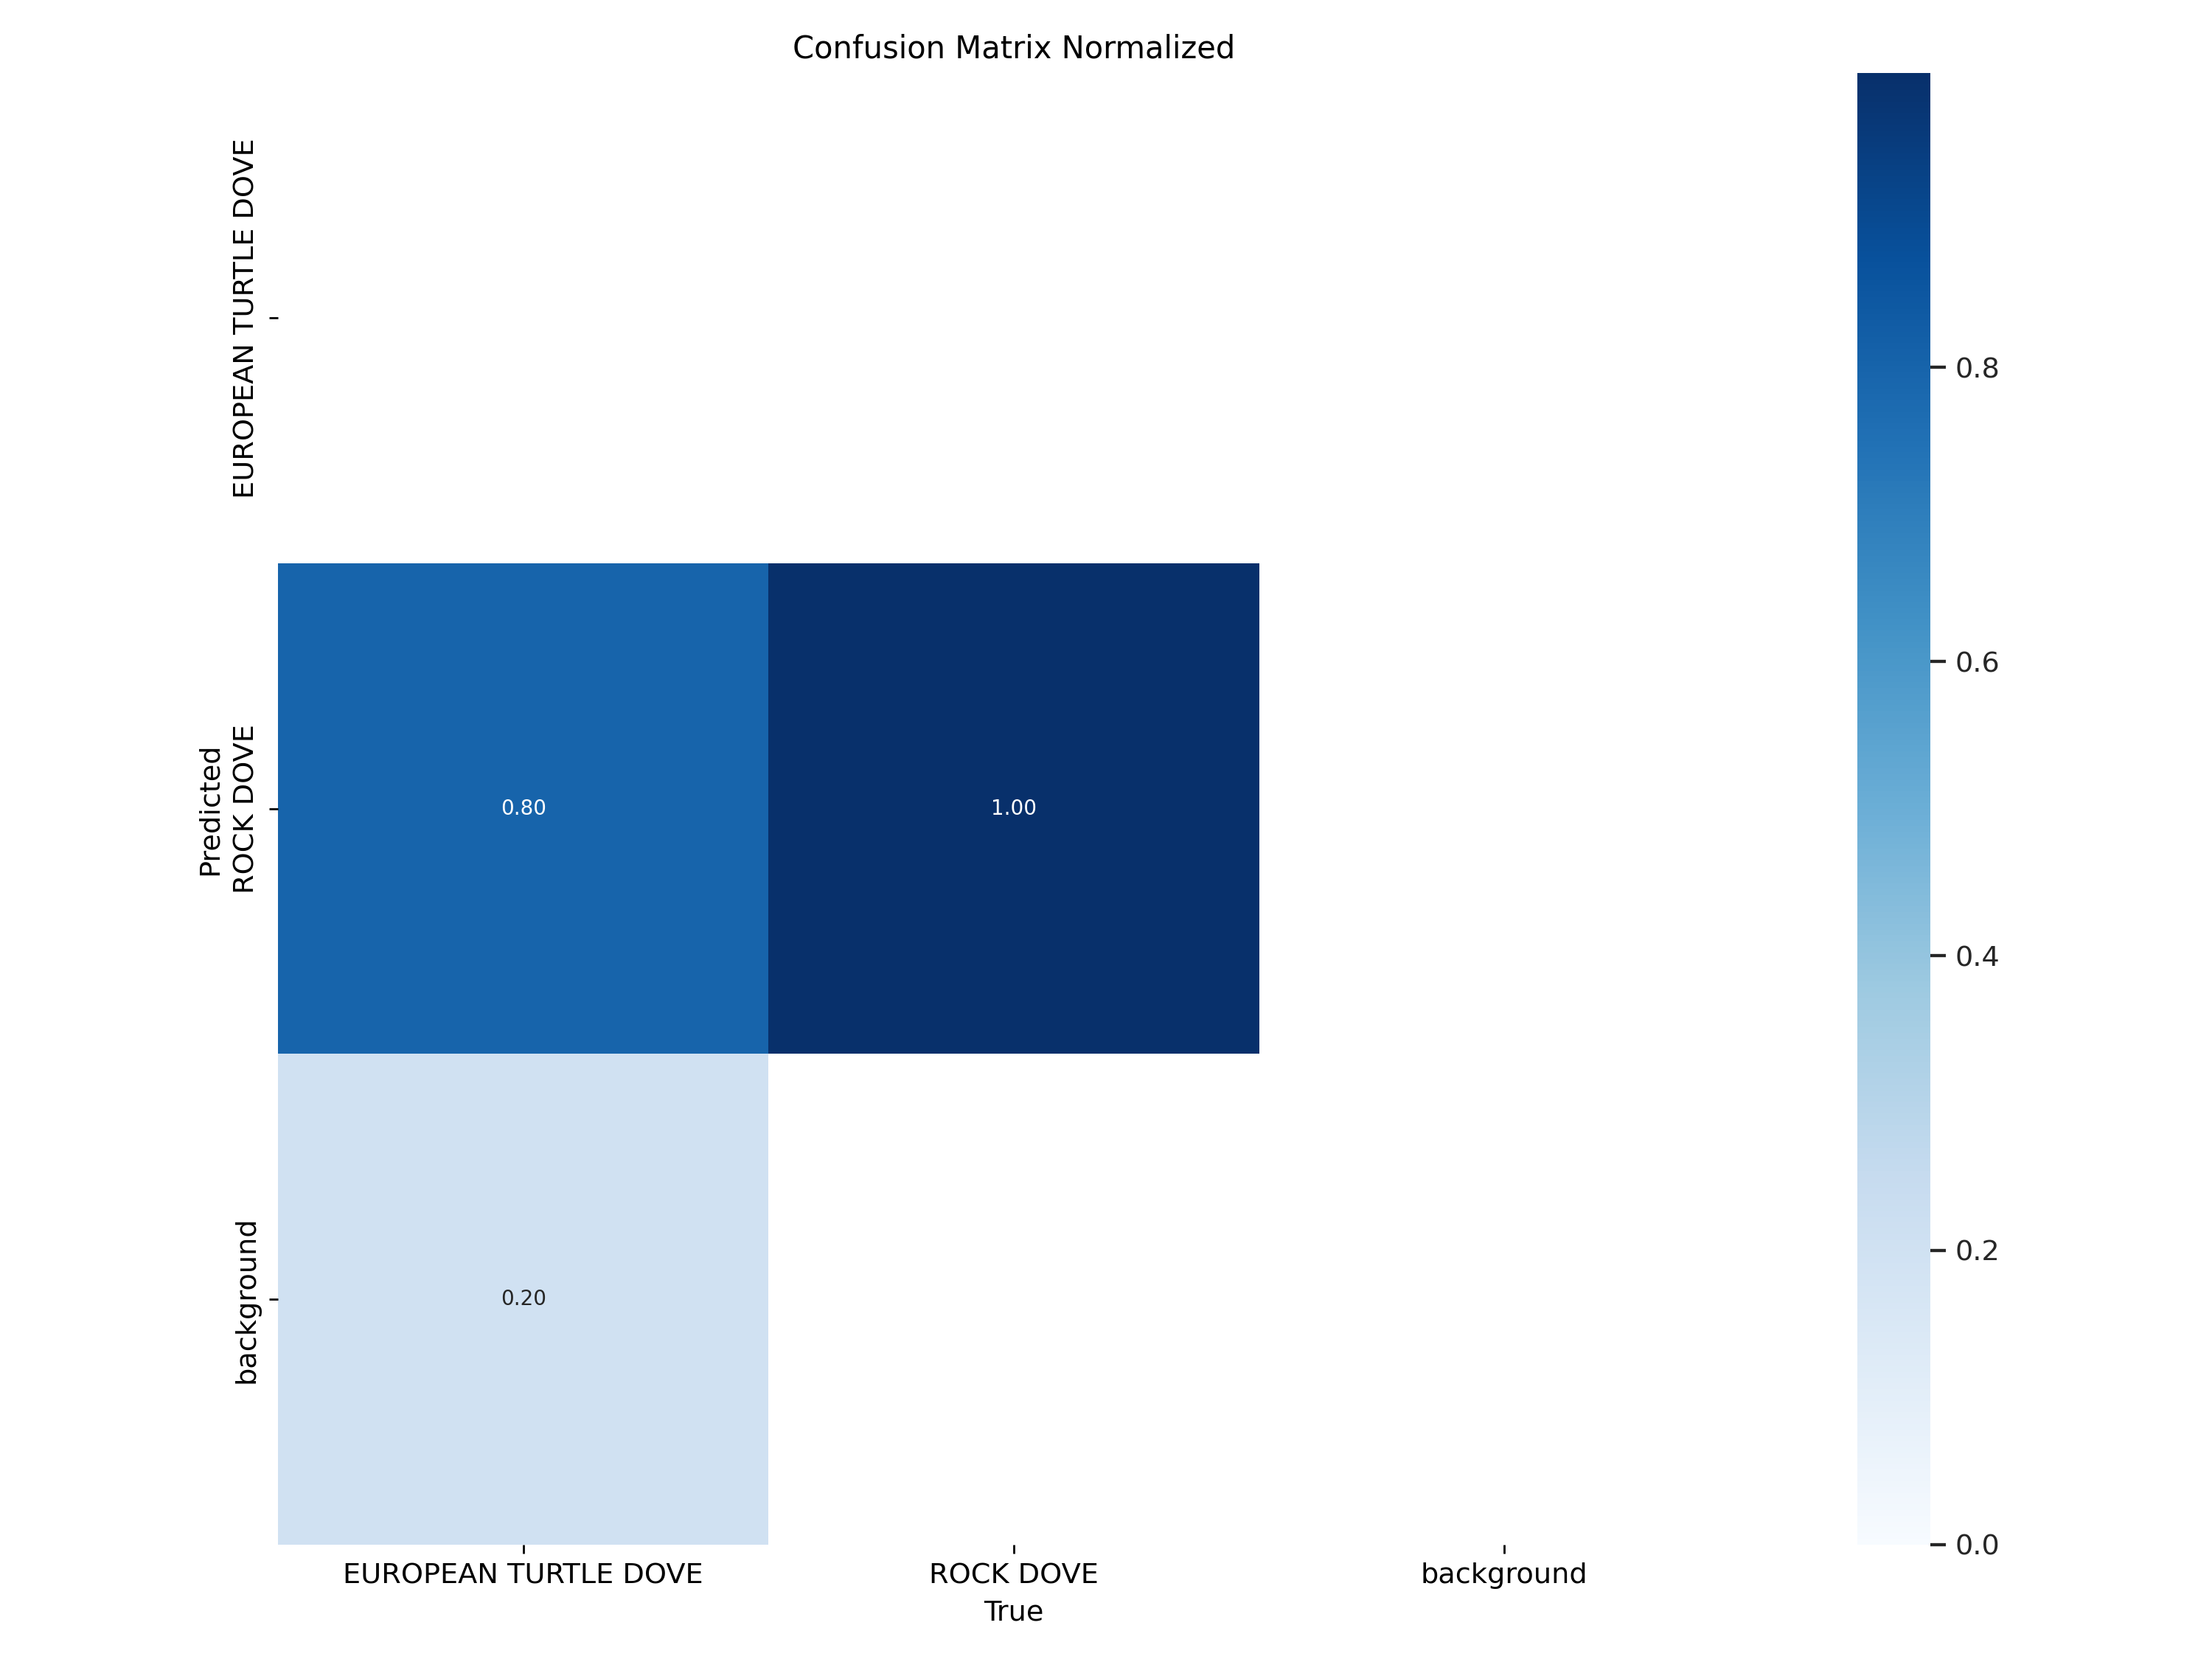 Confusion Matrix Normalized
EUROPEAN TURTLE DOVE
ROCK DOVE
background
Predicted
0.80
1.00
0.20
EUROPEAN TURTLE DOVE
ROCK DOVE
background
True
0.8
0.6
0.4
0.2
0.0